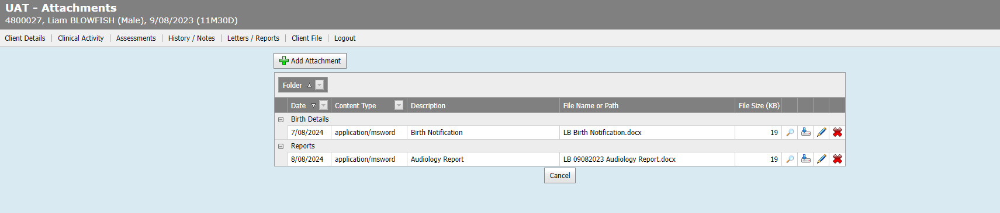 UAT - Attachments
4800027, Liam BLOWFISH (Male), 9/08/2023 (11M30D)
Client Details Clinical Activity Assessments History / Notes Letters / Reports Client File Logout
Add Attachment
Folder
Date Content Type Description File Name or Path File Size (KB)
Birth Details
7/08/2024 application/msword Birth Notification LB Birth Notification.docx 19
Reports
8/08/2024 application/msword Audiology Report LB 09082023 Audiology Report.docx 19
Cancel